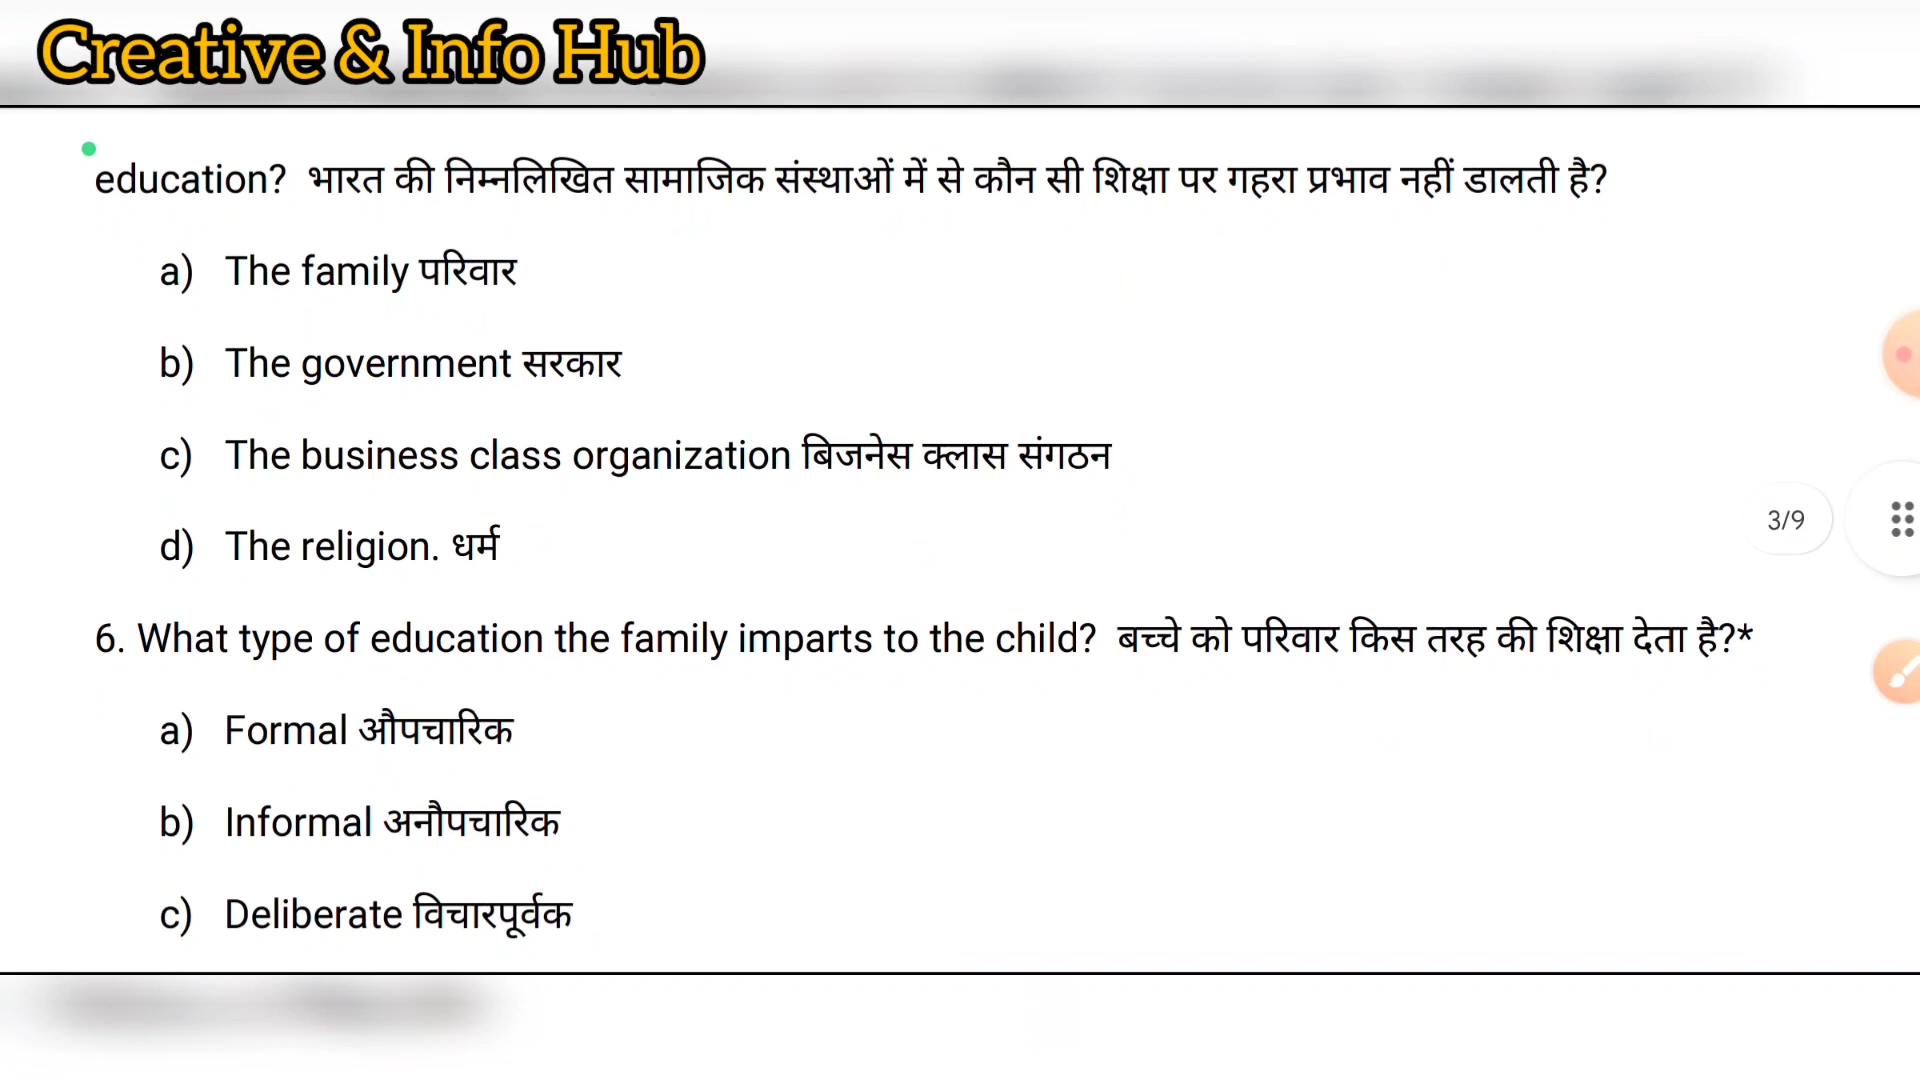 Creative & Info Hub
education? भारत की निम्नलिखित सामाजिक संस्थाओं में से कौन सी शिक्षा पर गहरा प्रभाव नहीं डालती है?
a) The family परिवार
b) The government सरकार
c) The business class organization बिजनेस क्लास संगठन
d) The religion. धर्म
3/9
6. What type of education the family imparts to the child? बच्चे को परिवार किस तरह की शिक्षा देता है?*
a) Formal औपचारिक
b) Informal अनौपचारिक
c) Deliberate विचारपूर्वक